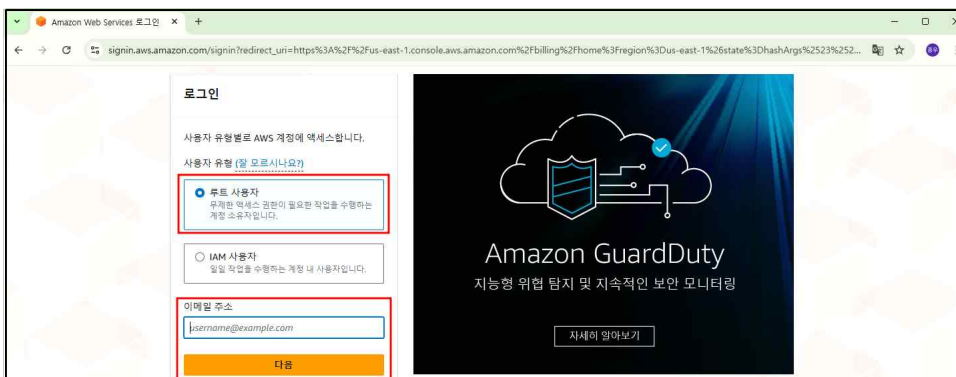 Amazon Web Services 로그인
signin.aws.amazon.com/signin?redirect_uri=https%3A%2F%2Fus-east-1.console.aws.amazon.com%2Fbilling%2Fhome%3Fregion%3Dus-east-1%26state%3DhashArgs%2523%252...
로그인
사용자 유형별로 AWS 계정에 액세스합니다.
사용자 유형 (잘 모르시나요?)
루트 사용자
무제한 액세스 권한이 필요한 작업을 수행하는
계정 소유자입니다.
IAM 사용자
일일 작업을 수행하는 계정 내 사용자입니다.
이메일 주소
username@example.com
다음
Amazon GuardDuty
지능형 위협 탐지 및 지속적인 보안 모니터링
자세히 알아보기